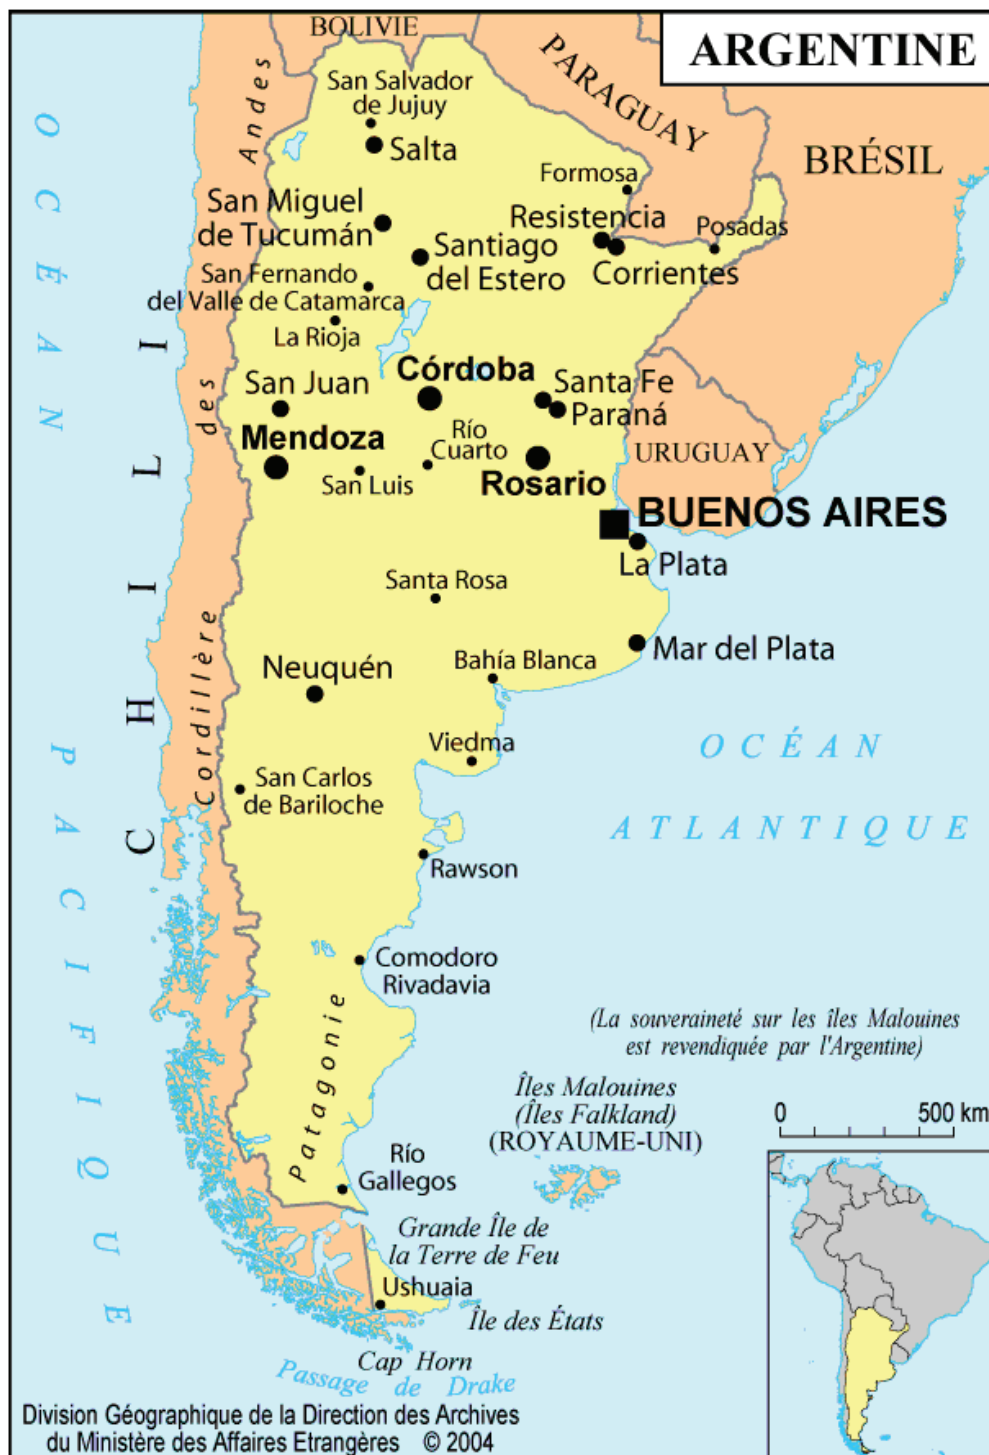 ARGENTINE
BOLIVIE
PARAGUAY
BRÉSIL
URUGUAY
CHILI
OCÉAN
PACIFIQUE
Cordillère
des
Andes
San Salvador
de Jujuy
Salta
Formosa
San Miguel
de Tucumán
Resistencia
Posadas
Santiago
del Estero
Corrientes
San Fernando
del Valle de Catamarca
La Rioja
San Juan
Córdoba
Santa Fe
Paraná
Mendoza
Río
Cuarto
San Luis
Rosario
BUENOS AIRES
La Plata
Santa Rosa
Mar del Plata
Neuquén
Bahía Blanca
Viedma
OCÉAN
ATLANTIQUE
San Carlos
de Bariloche
Rawson
Comodoro
Rivadavia
Patagonie
(La souveraineté sur les îles Malouines
est revendiquée par l'Argentine)
Îles Malouines
(Îles Falkland)
(ROYAUME-UNI)
0 500 km
Río
Gallegos
Grande Île de
la Terre de Feu
Ushuaia
Île des États
Cap Horn
Passage de Drake
Division Géographique de la Direction des Archives
du Ministère des Affaires Etrangères © 2004